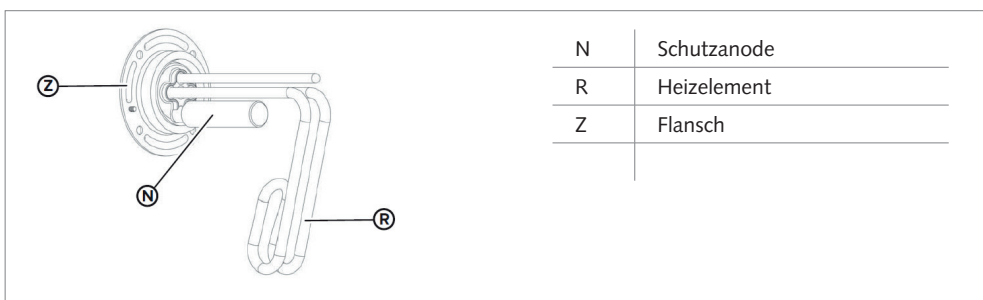 Z
N
R
N Schutzanode
R Heizelement
Z Flansch